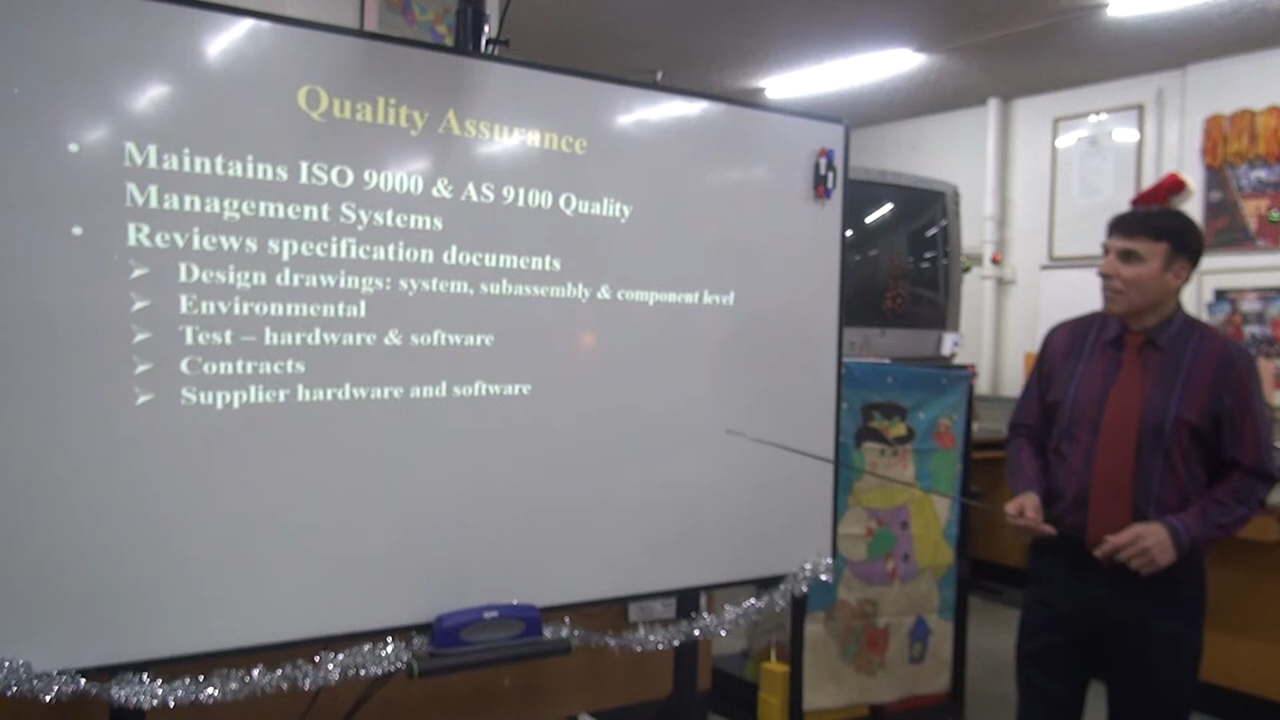 Quality Assurance
• Maintains ISO 9000 & AS 9100 Quality
Management Systems
• Reviews specification documents
➢ Design drawings: system, subassembly & component level
➢ Environmental
➢ Test – hardware & software
➢ Contracts
➢ Supplier hardware and software